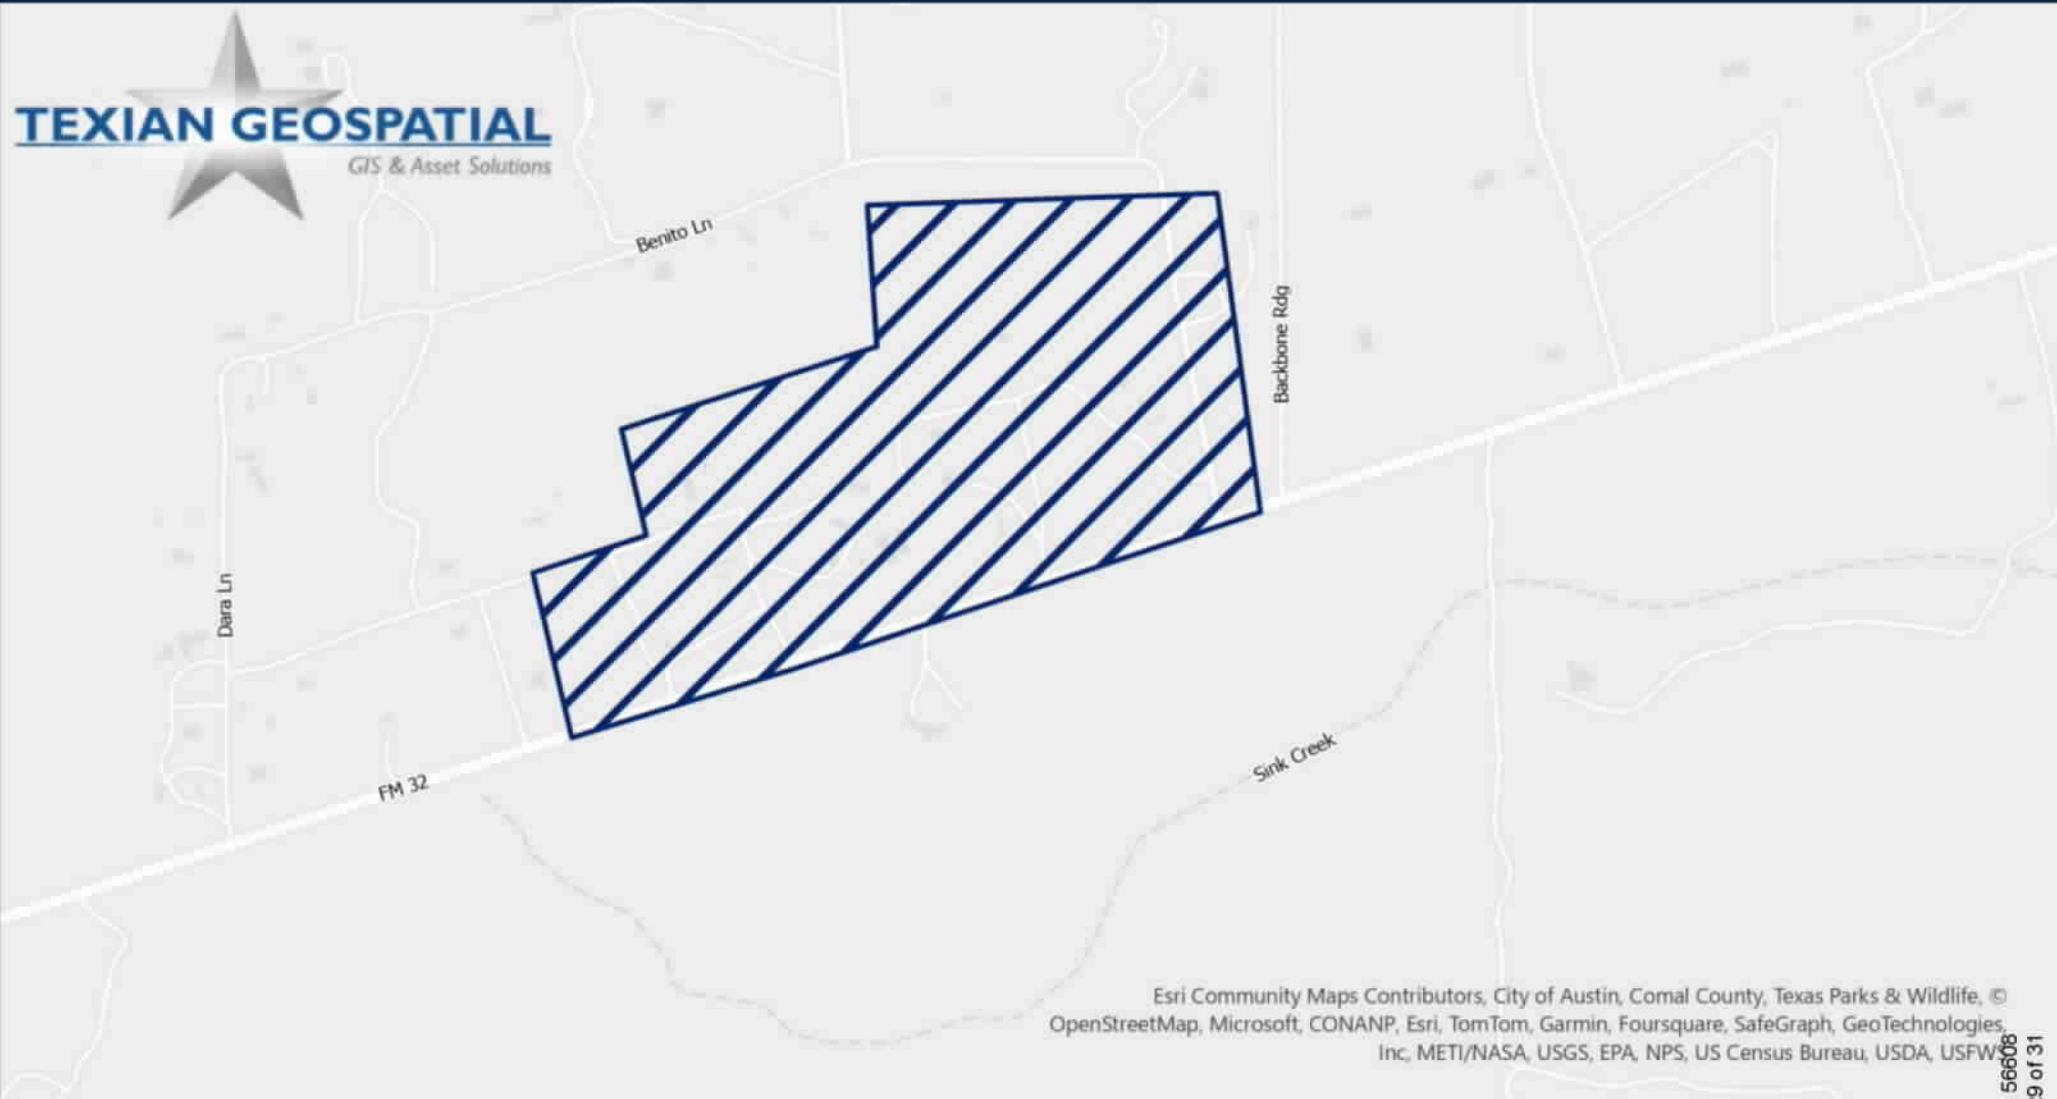 TEXIAN GEOSPATIAL
GIS & Asset Solutions
Benito Ln
Backbone Rdg
Dara Ln
FM 32
Sink Creek
Esri Community Maps Contributors, City of Austin, Comal County, Texas Parks & Wildlife, ©
OpenStreetMap, Microsoft, CONANP, Esri, TomTom, Garmin, Foursquare, SafeGraph, GeoTechnologies,
Inc, METI/NASA, USGS, EPA, NPS, US Census Bureau, USDA, USFWS
56608
9 of 31